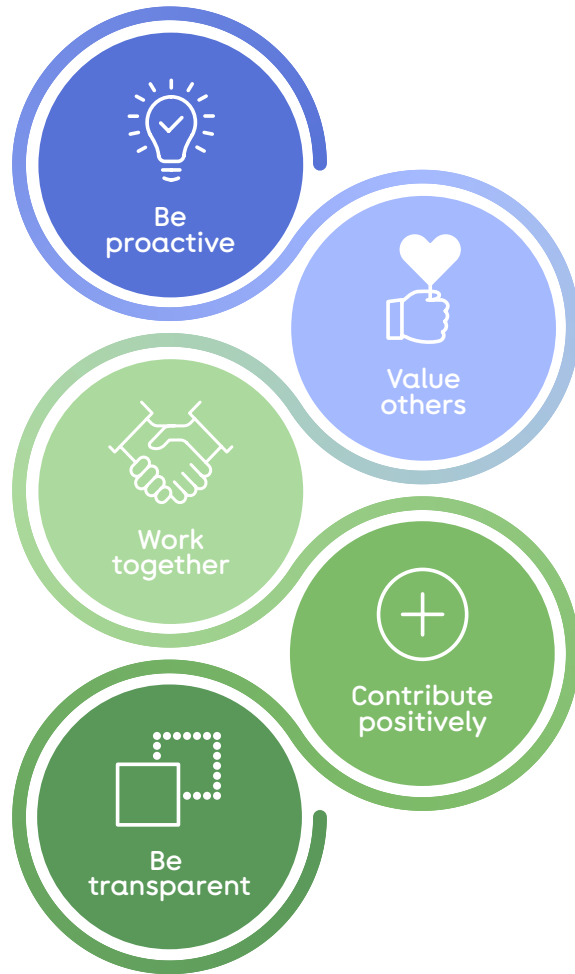 Be
proactive
Value
others
Work
together
Contribute
positively
Be
transparent